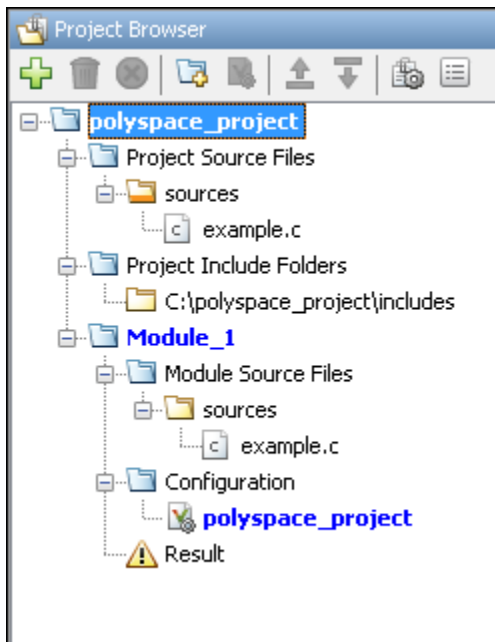 Project Browser
polyspace_project
Project Source Files
sources
c example.c
Project Include Folders
C:\polyspace_project\includes
Module_1
Module Source Files
sources
c example.c
Configuration
polyspace_project
Result